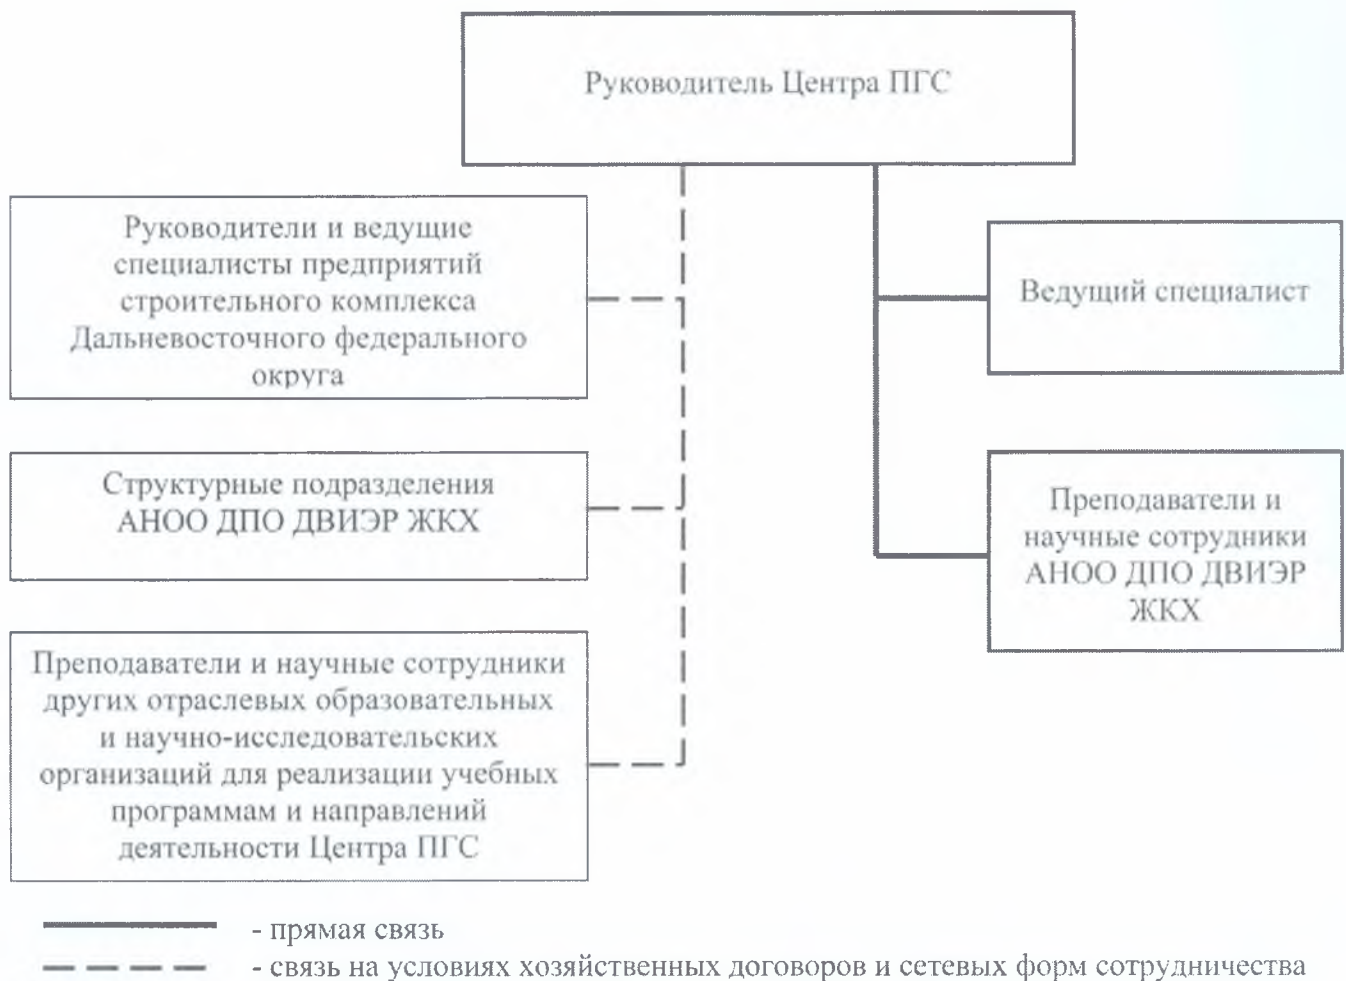 Руководитель Центра ПГС
Руководители и ведущие
специалисты предприятий
строительного комплекса
Дальневосточного федерального
округа
Ведущий специалист
Структурные подразделения
АНОО ДПО ДВИЭР ЖКХ
Преподаватели и
научные сотрудники
АНОО ДПО ДВИЭР
ЖКХ
Преподаватели и научные сотрудники
других отраслевых образовательных
и научно-исследовательских
организаций для реализации учебных
программам и направлений
деятельности Центра ПГС
- прямая связь
- связь на условиях хозяйственных договоров и сетевых форм сотрудничества